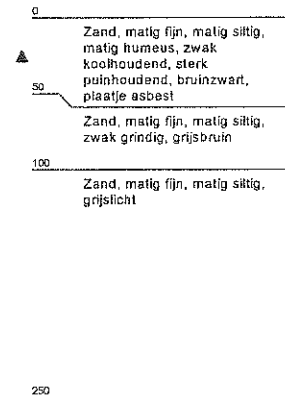 0
Zand, matig fijn, matig siltig,
matig humeus, zwak
koolhoudend, sterk
puinhoudend, bruinzwart,
plaatje asbest
50
Zand, matig fijn, matig siltig,
zwak grindig, grijsbruin
100
Zand, matig fijn, matig siltig,
grijslicht
250